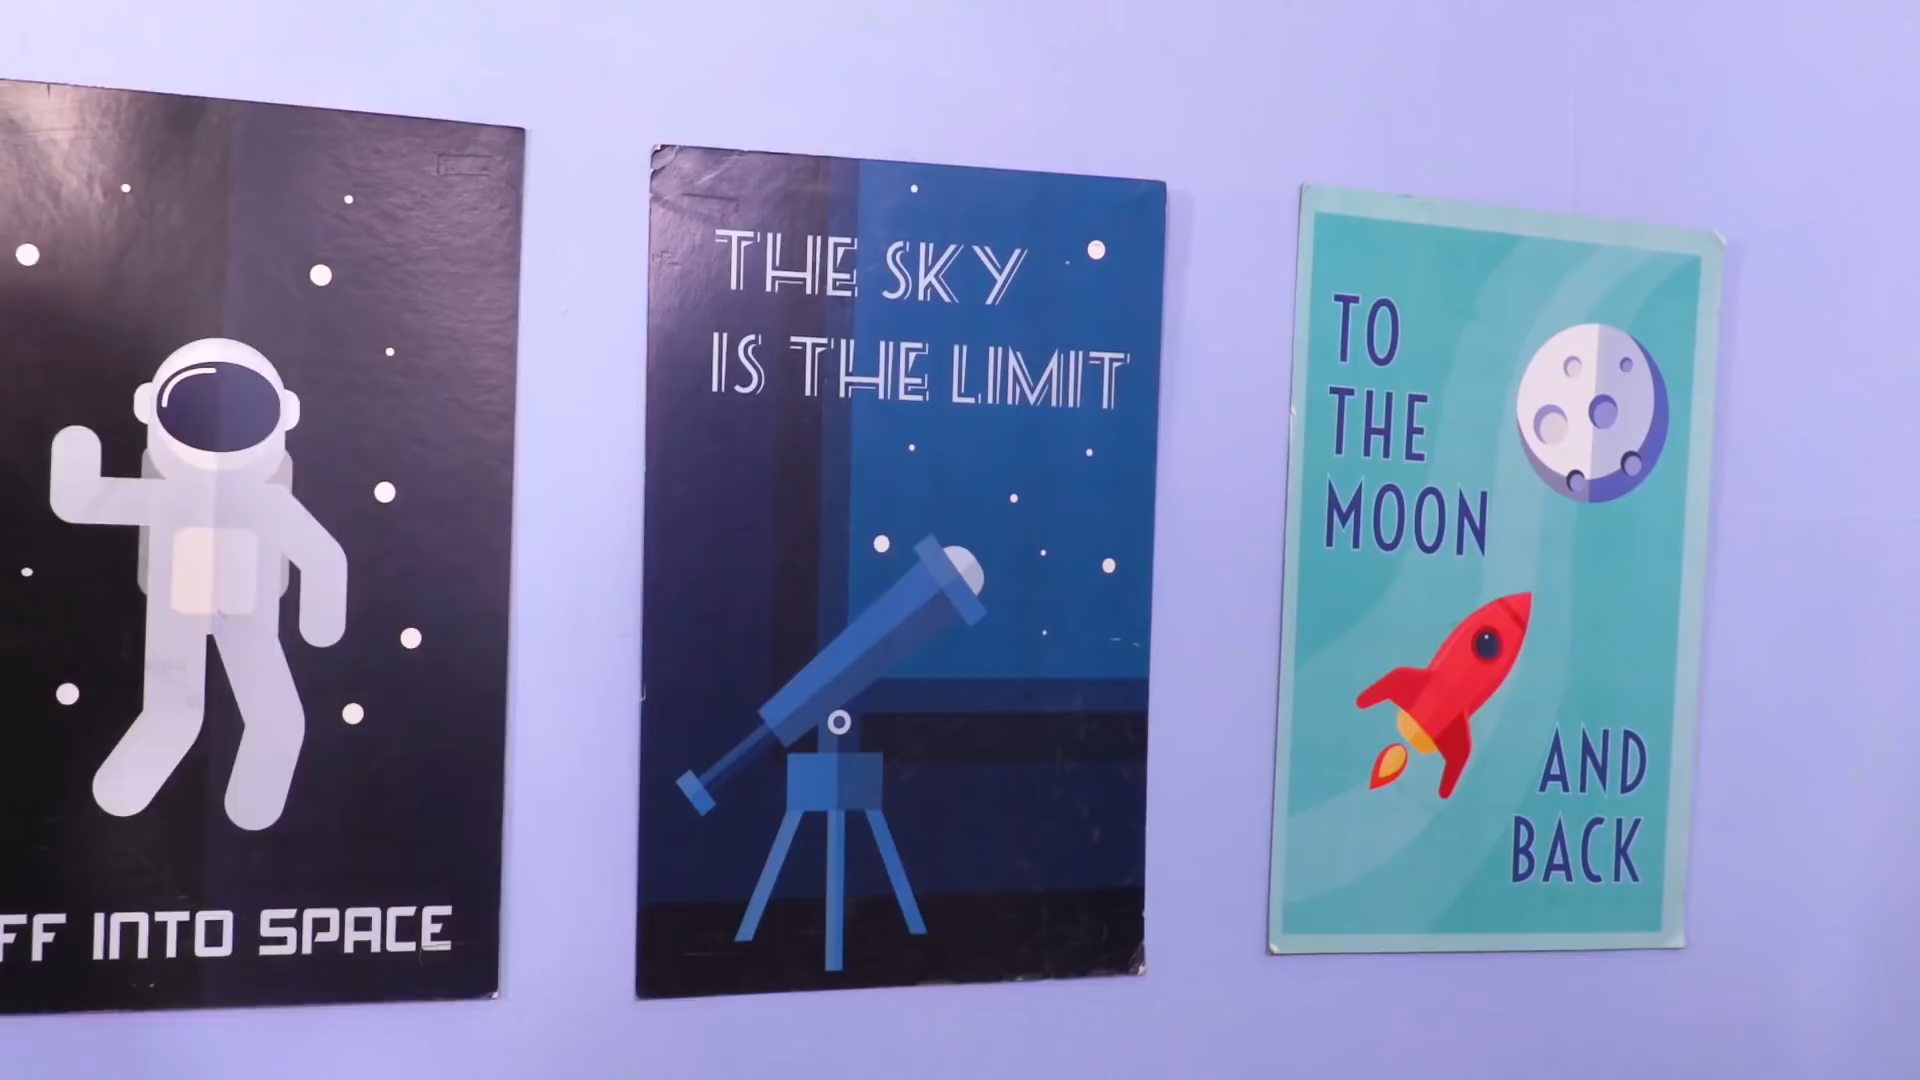 FF INTO SPACE
THE SKY
IS THE LIMIT
TO
THE
MOON
AND
BACK